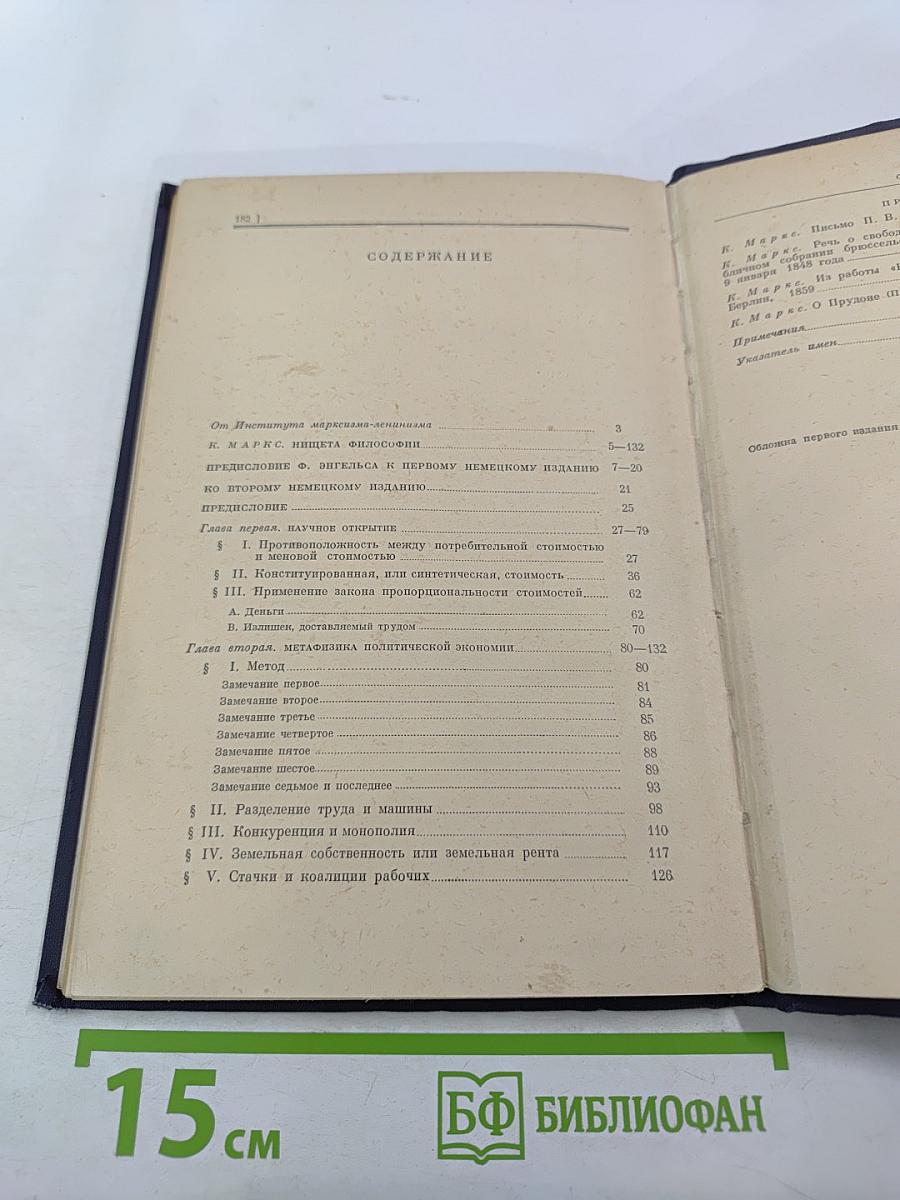 182 ]
СОДЕРЖАНИЕ
От Института марксизма-ленинизма 3
К. МАРКС. НИЩЕТА ФИЛОСОФИИ 5—132
ПРЕДИСЛОВИЕ Ф. ЭНГЕЛЬСА К ПЕРВОМУ НЕМЕЦКОМУ ИЗДАНИЮ 7—20
КО ВТОРОМУ НЕМЕЦКОМУ ИЗДАНИЮ 21
ПРЕДИСЛОВИЕ 25
Глава первая. НАУЧНОЕ ОТКРЫТИЕ 27—79
§ I. Противоположность между потребительной стоимостью
и меновой стоимостью 27
§ II. Конституированная, или синтетическая, стоимость 36
§ III. Применение закона пропорциональности стоимостей 62
А. Деньги 62
В. Излишек, доставляемый трудом 70
Глава вторая. МЕТАФИЗИКА ПОЛИТИЧЕСКОЙ ЭКОНОМИИ 80—132
§ I. Метод 80
Замечание первое 81
Замечание второе 84
Замечание третье 85
Замечание четвертое 86
Замечание пятое 88
Замечание шестое 89
Замечание седьмое и последнее 93
§ II. Разделение труда и машины 98
§ III. Конкуренция и монополия 110
§ IV. Земельная собственность или земельная рента 117
§ V. Стачки и коалиции рабочих 126
ПР
К. Маркс. Письмо П. В.
К. Маркс. Речь о свобод
бличном собрании брюссель
9 января 1848 года
К. Маркс. Из работы «
Берлин, 1859
К. Маркс. О Прудоне (П
Примечания
Указатель имен
Обложка первого издания
15 см
БФ БИБЛИОФАН